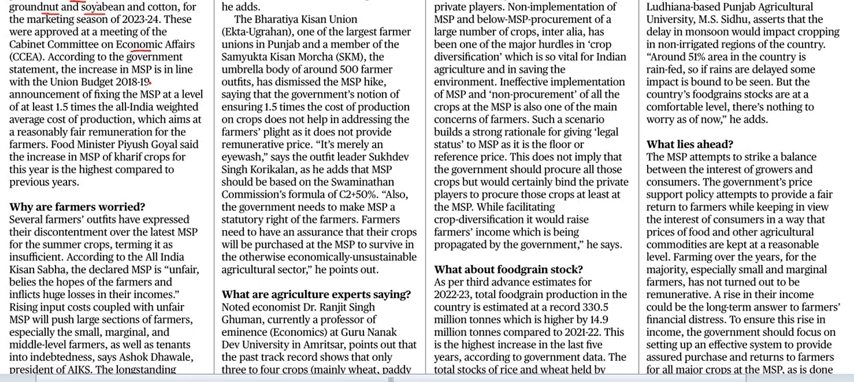 groundnut and soyabean and cotton, for
the marketing season of 2023-24. These
were approved at a meeting of the
Cabinet Committee on Economic Affairs
(CCEA). According to the government
statement, the increase in MSP is in line
with the Union Budget 2018-19
announcement of fixing the MSP at a level
of at least 1.5 times the all-India weighted
average cost of production, which aims at
a reasonably fair remuneration for the
farmers. Food Minister Piyush Goyal said
the increase in MSP of kharif crops for
this year is the highest compared to
previous years.
Why are farmers worried?
Several farmers' outfits have expressed
their discontentment over the latest MSP
for the summer crops, terming it as
insufficient. According to the All India
Kisan Sabha, the declared MSP is "unfair,
belies the hopes of the farmers and
inflicts huge losses in their incomes."
Rising input costs coupled with unfair
MSP will push large sections of farmers,
especially the small, marginal, and
middle-level farmers, as well as tenants
into indebtedness, says Ashok Dhawale,
president of AIKS. The longstanding
he adds.
The Bharatiya Kisan Union
(Ekta-Ugrahan), one of the largest farmer
unions in Punjab and a member of the
Samyukta Kisan Morcha (SKM), the
umbrella body of around 500 farmer
outfits, has dismissed the MSP hike,
saying that the government's notion of
ensuring 1.5 times the cost of production
on crops does not help in addressing the
farmers' plight as it does not provide
remunerative price. "It's merely an
eyewash," says the outfit leader Sukhdev
Singh Korikalan, as he adds that MSP
should be based on the Swaminathan
Commission's formula of C2+50%. "Also,
the government needs to make MSP a
statutory right of the farmers. Farmers
need to have an assurance that their crops
will be purchased at the MSP to survive in
the otherwise economically-unsustainable
agricultural sector," he points out.
What are agriculture experts saying?
Noted economist Dr. Ranjit Singh
Ghuman, currently a professor of
eminence (Economics) at Guru Nanak
Dev University in Amritsar, points out that
the past track record shows that only
three to four crops (mainly wheat, paddy
private players. Non-implementation of
MSP and below-MSP-procurement of a
large number of crops, inter alia, has
been one of the major hurdles in 'crop
diversification' which is so vital for Indian
agriculture and in saving the
environment. Ineffective implementation
of MSP and 'non-procurement' of all the
crops at the MSP is also one of the main
concerns of farmers. Such a scenario
builds a strong rationale for giving 'legal
status' to MSP as it is the floor or
reference price. This does not imply that
the government should procure all those
crops but would certainly bind the private
players to procure those crops at least at
the MSP. While facilitating
crop-diversification it would raise
farmers' income which is being
propagated by the government," he says.
What about foodgrain stock?
As per third advance estimates for
2022-23, total foodgrain production in the
country is estimated at a record 330.5
million tonnes which is higher by 14.9
million tonnes compared to 2021-22. This
is the highest increase in the last five
years, according to government data. The
total stocks of rice and wheat held by
Ludhiana-based Punjab Agricultural
University, M.S. Sidhu, asserts that the
delay in monsoon would impact cropping
in non-irrigated regions of the country.
"Around 51% area in the country is
rain-fed, so if rains are delayed some
impact is bound to be seen. But the
country's foodgrains stocks are at a
comfortable level, there's nothing to
worry as of now," he adds.
What lies ahead?
The MSP attempts to strike a balance
between the interest of growers and
consumers. The government's price
support policy attempts to provide a fair
return to farmers while keeping in view
the interest of consumers in a way that
prices of food and other agricultural
commodities are kept at a reasonable
level. Farming over the years, for the
majority, especially small and marginal
farmers, has not turned out to be
remunerative. A rise in their income
could be the long-term answer to farmers'
financial distress. To ensure this rise in
income, the government should focus on
setting up an effective system to provide
assured purchase and returns to farmers
for all major crops at the MSP, as is done